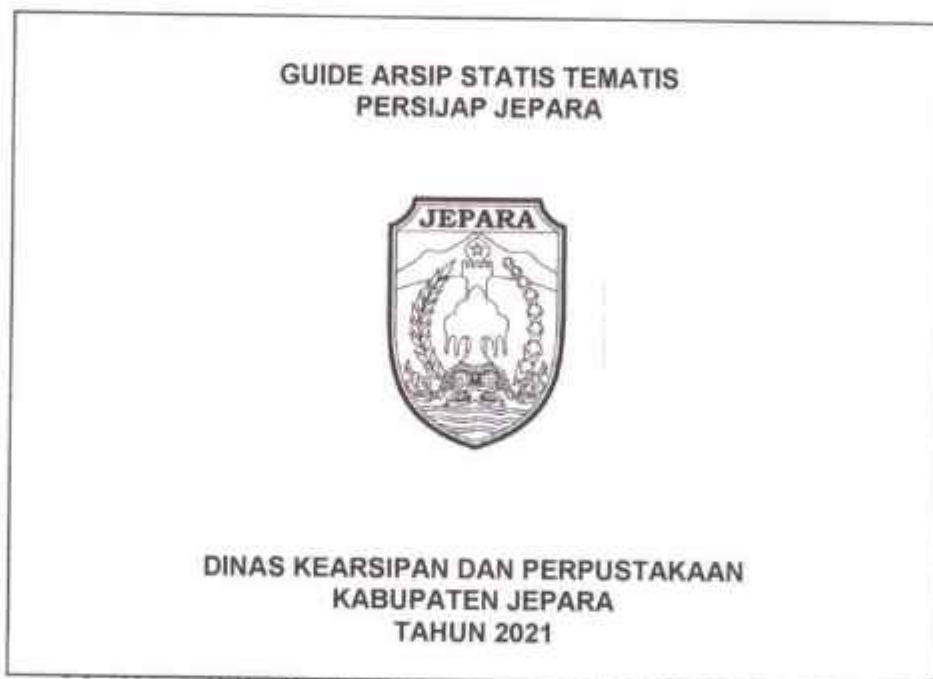 GUIDE ARSIP STATIS TEMATIS
PERSIJAP JEPARA
JEPARA
DINAS KEARSIPAN DAN PERPUSTAKAAN
KABUPATEN JEPARA
TAHUN 2021